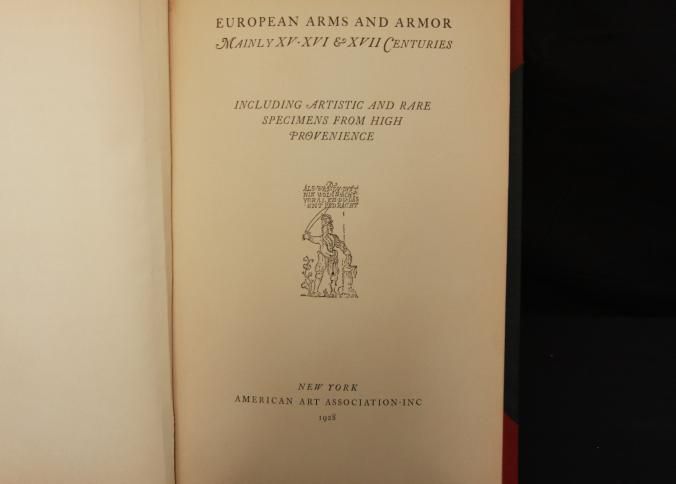 EUROPEAN ARMS AND ARMOR
MAINLY XV·XVI & XVII CENTURIES
INCLUDING ARTISTIC AND RARE
SPECIMENS FROM HIGH
PROVENIENCE
NEW YORK
AMERICAN ART ASSOCIATION·INC
1928